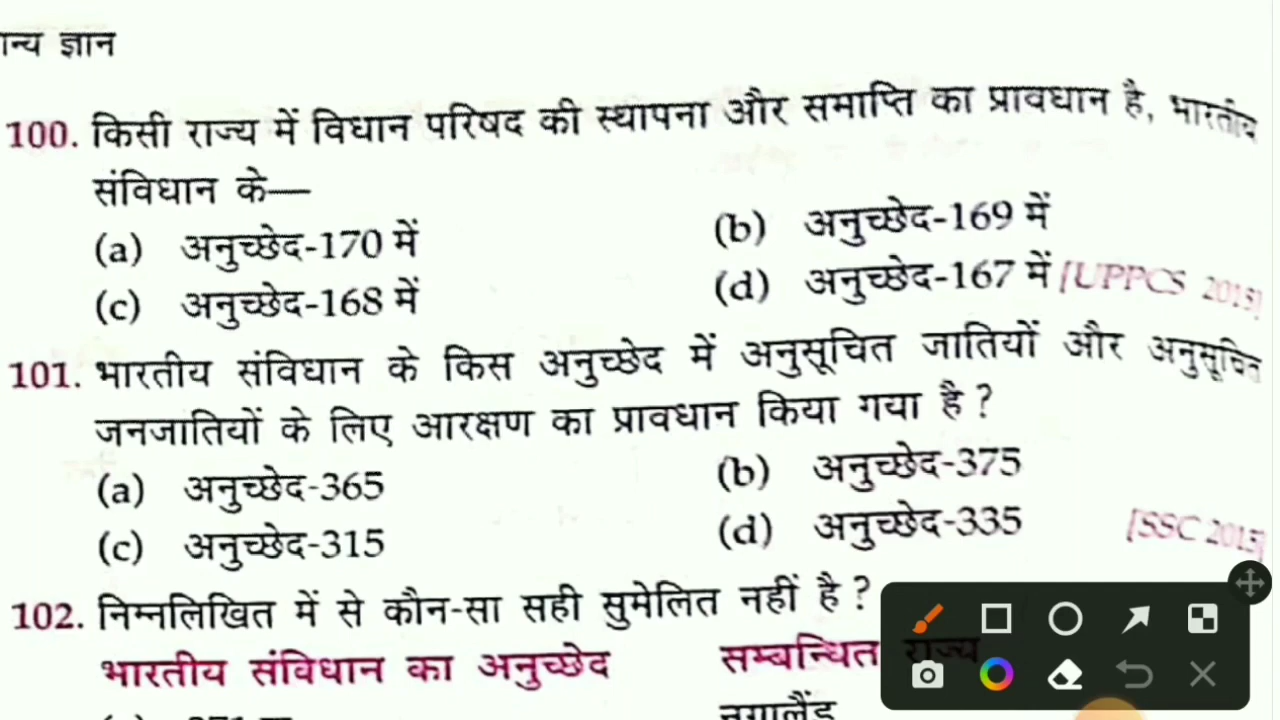 न्य ज्ञान
100. किसी राज्य में विधान परिषद की स्थापना और समाप्ति का प्रावधान है, भारतीय
संविधान के—
(a) अनुच्छेद-170 में (b) अनुच्छेद-169 में
(c) अनुच्छेद-168 में (d) अनुच्छेद-167 में [UPPCS 2015]
101. भारतीय संविधान के किस अनुच्छेद में अनुसूचित जातियों और अनुसूचित
जनजातियों के लिए आरक्षण का प्रावधान किया गया है ?
(a) अनुच्छेद-365 (b) अनुच्छेद-375
(c) अनुच्छेद-315 (d) अनुच्छेद-335 [SSC 2015]
102. निम्नलिखित में से कौन-सा सही सुमेलित नहीं है ?
भारतीय संविधान का अनुच्छेद सम्बन्धित राज्य
नगालैंड